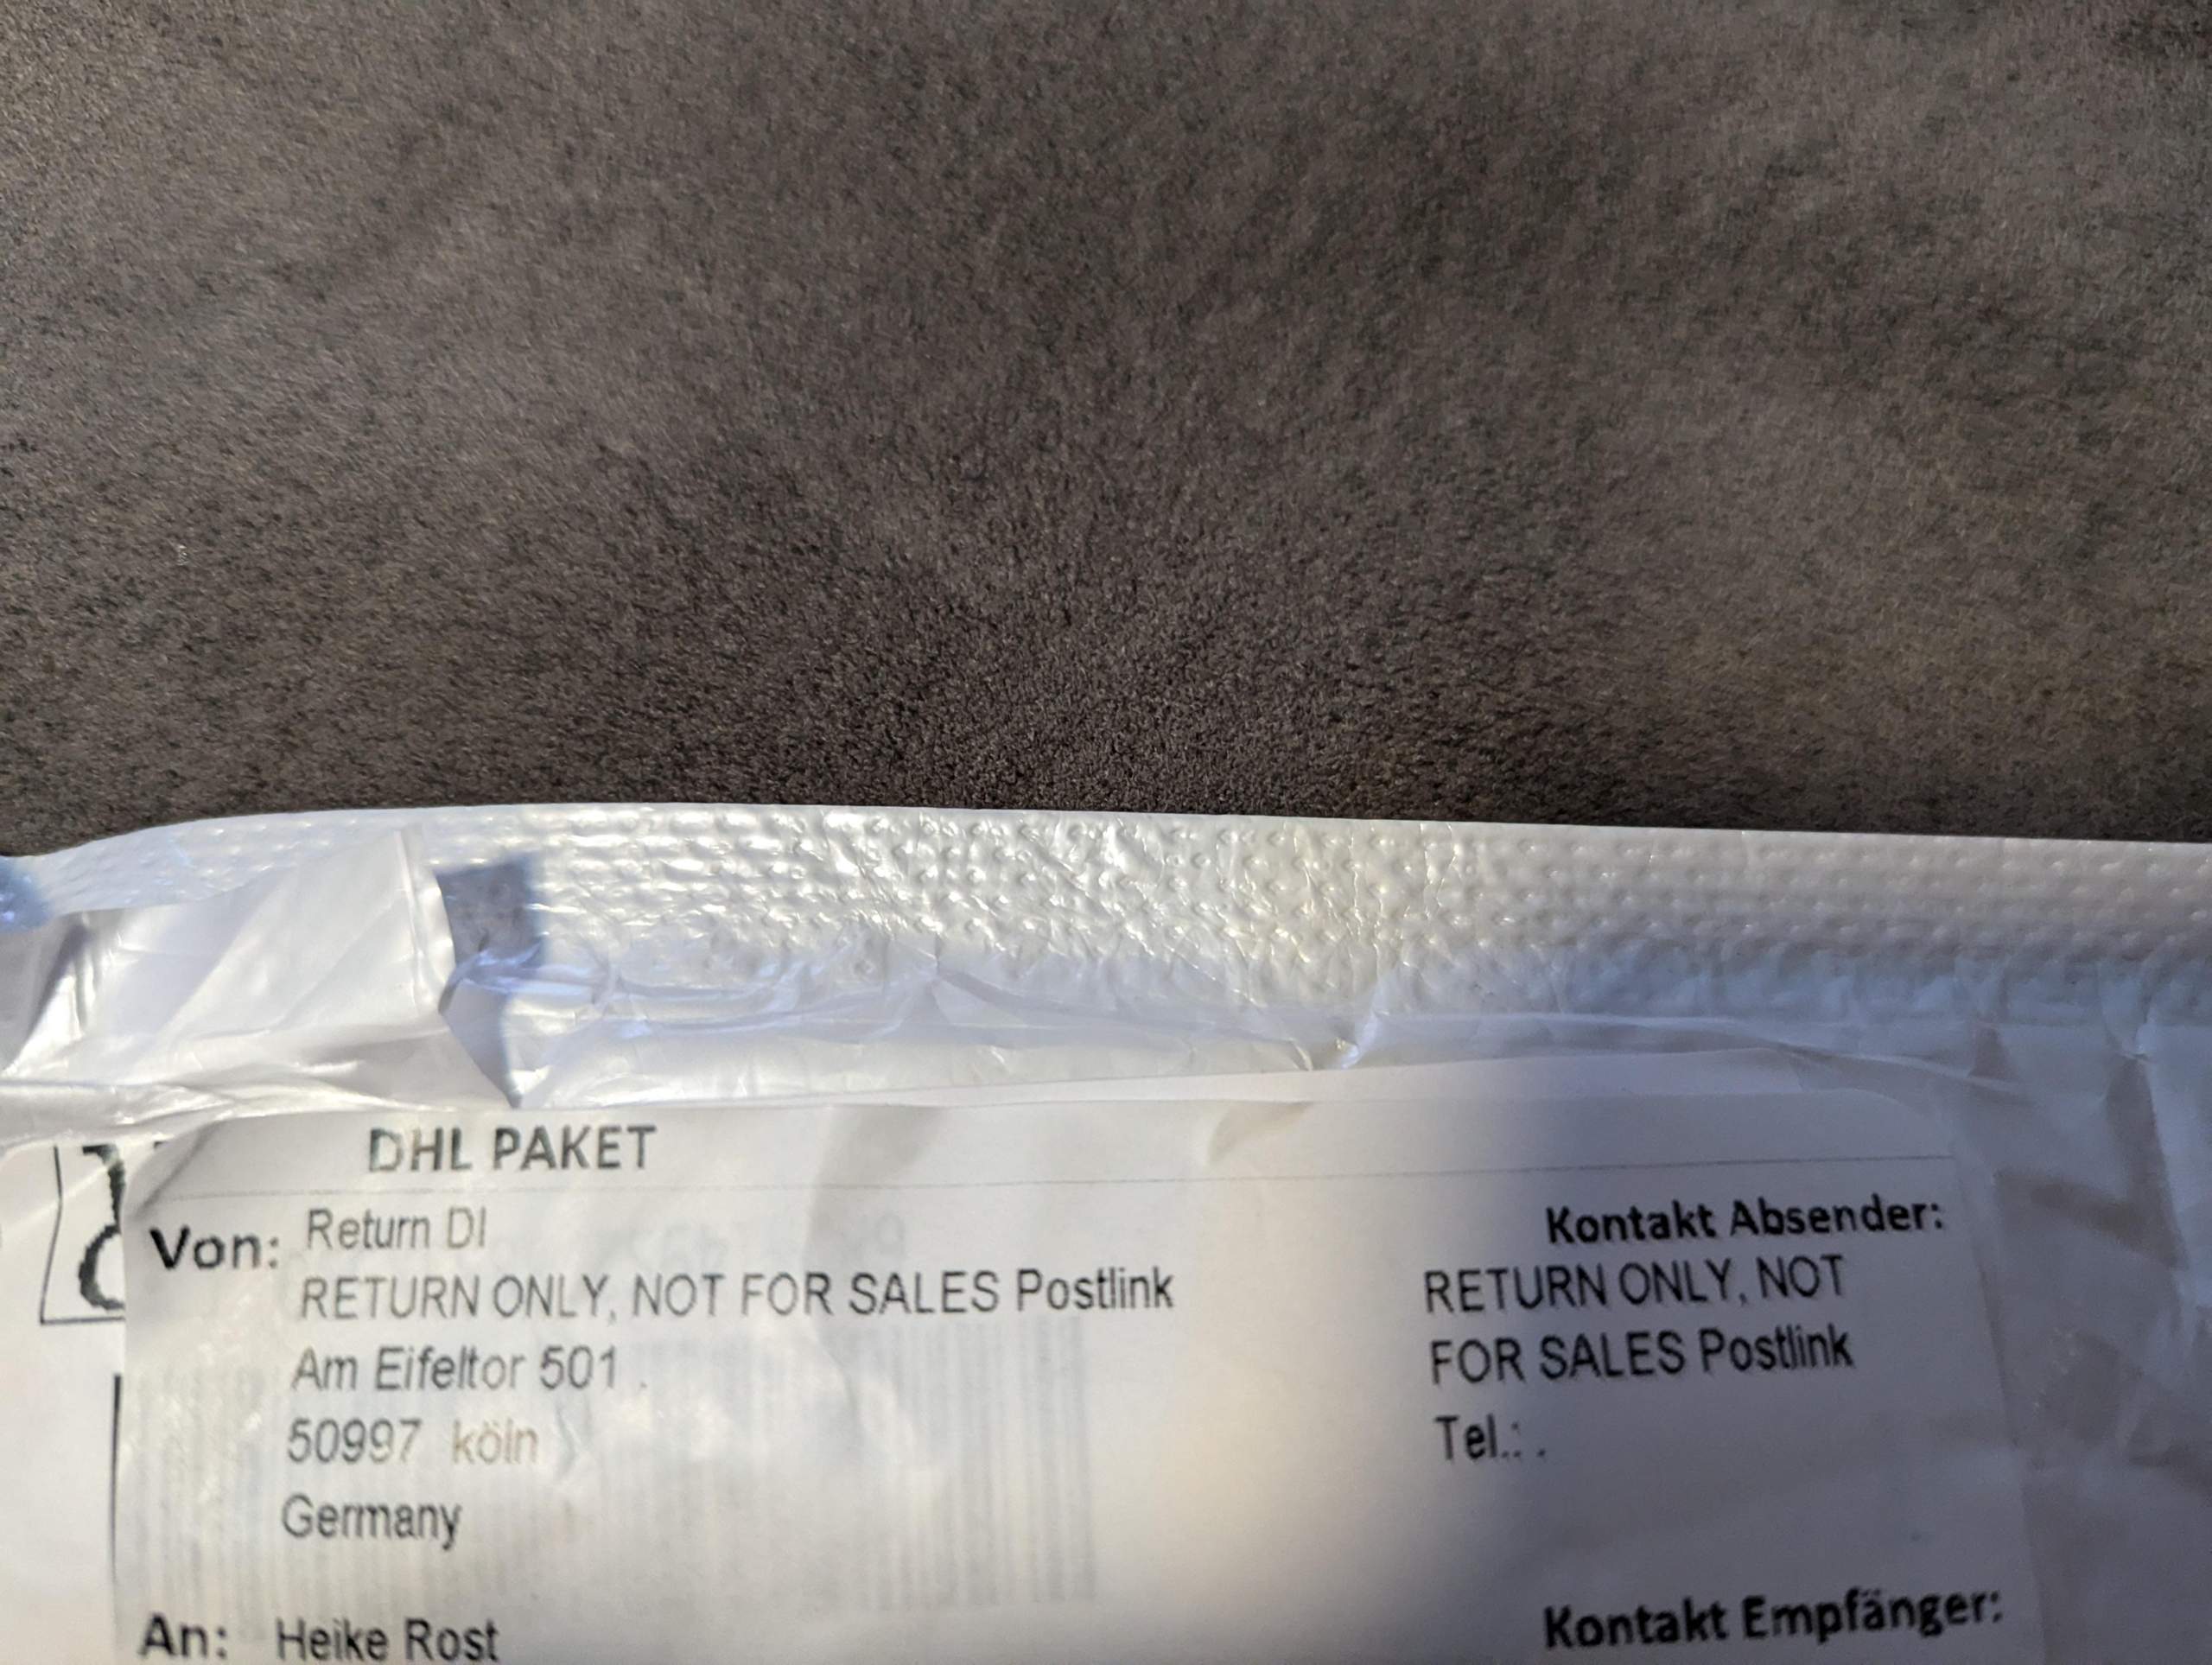 DHL PAKET
Von: Return DI
RETURN ONLY, NOT FOR SALES Postlink
Am Eifeltor 501 .
50997 köln
Germany
Kontakt Absender:
RETURN ONLY, NOT
FOR SALES Postlink
Tel.: .
An: Heike Rost
Kontakt Empfänger: